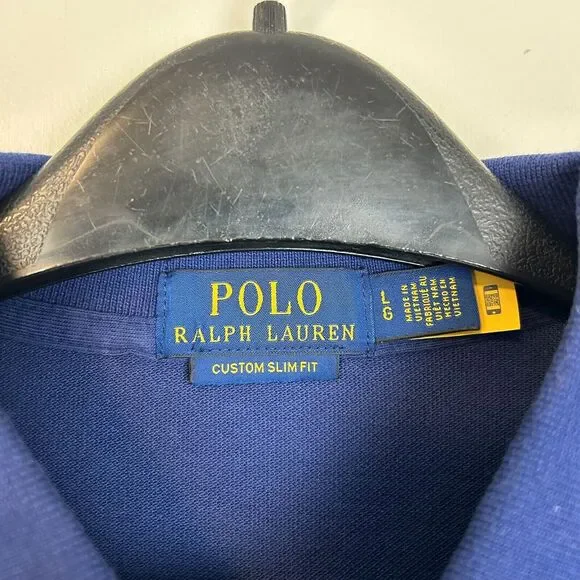 POLO
RALPH LAUREN
CUSTOM SLIM FIT
L
G
MADE IN
VIETNAM
FABRIQUÉ AU
VIET NAM
HECHO EN
VIETNAM